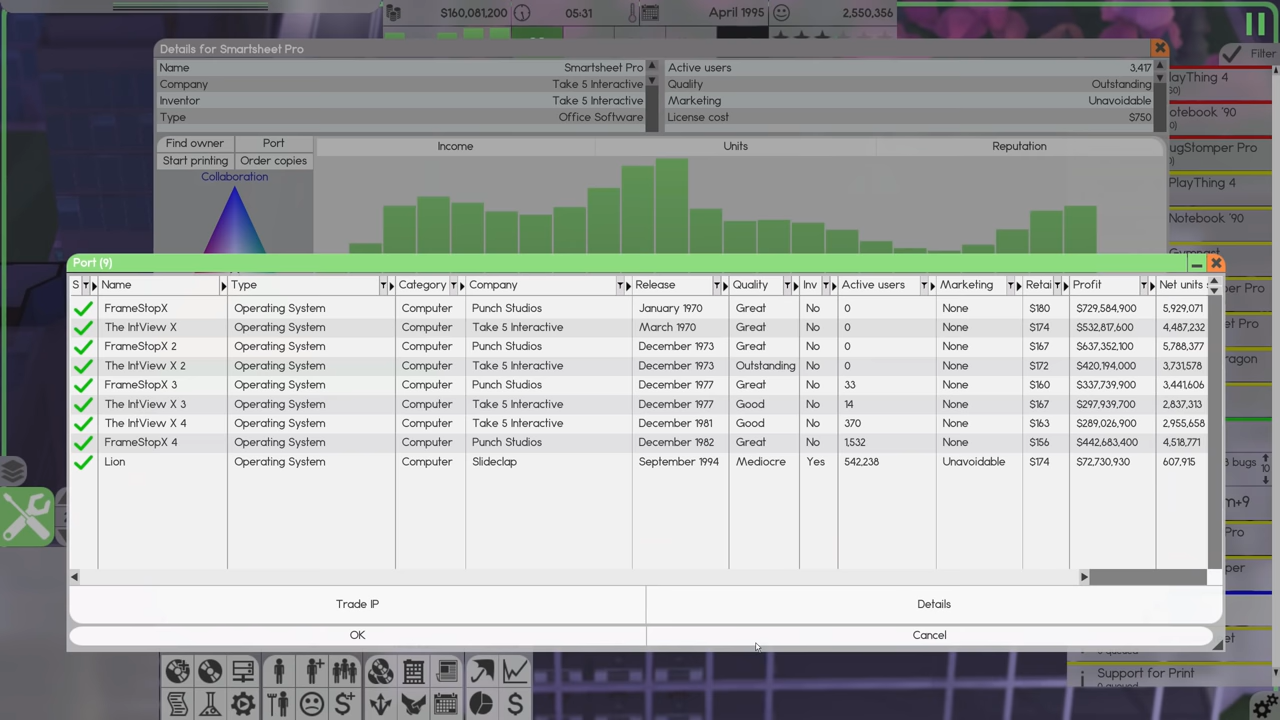 $160,081,200 05:31 April 1995 2,550,356
Details for Smartsheet Pro
Filter
Name Smartsheet Pro Active users 3,417
Company Take 5 Interactive Quality Outstanding
Inventor Take 5 Interactive Marketing Unavoidable
Type Office Software License cost $750
Find owner Port Income Units Reputation
Start printing Order copies
Collaboration
layThing 4
otebook '90
ugStomper Pro
PlayThing 4
Notebook '90
Port (9)
S Name Type Category Company Release Quality Inv Active users Marketing Retai Profit Net units s
FrameStopX Operating System Computer Punch Studios January 1970 Great No 0 None $180 $729,584,900 5,929,071
The IntView X Operating System Computer Take 5 Interactive March 1970 Great No 0 None $174 $532,817,600 4,487,232
FrameStopX 2 Operating System Computer Punch Studios December 1973 Great No 0 None $167 $637,352,100 5,788,377
The IntView X 2 Operating System Computer Take 5 Interactive December 1973 Outstanding No 0 None $172 $420,194,000 3,731,578
FrameStopX 3 Operating System Computer Punch Studios December 1977 Great No 33 None $160 $337,739,900 3,441,606
The IntView X 3 Operating System Computer Take 5 Interactive December 1977 Good No 14 None $167 $297,939,700 2,837,313
The IntView X 4 Operating System Computer Take 5 Interactive December 1981 Good No 370 None $163 $289,026,900 2,955,658
FrameStopX 4 Operating System Computer Punch Studios December 1982 Great No 1,532 None $156 $442,683,400 4,518,771
Lion Operating System Computer Slideclap September 1994 Mediocre Yes 542,238 Unavoidable $174 $72,730,930 607,915
per Pro
et Pro
ragon
8 bugs 10
m+9
Pro
per
et
Trade IP Details
OK Cancel
Support for Print
0 queued